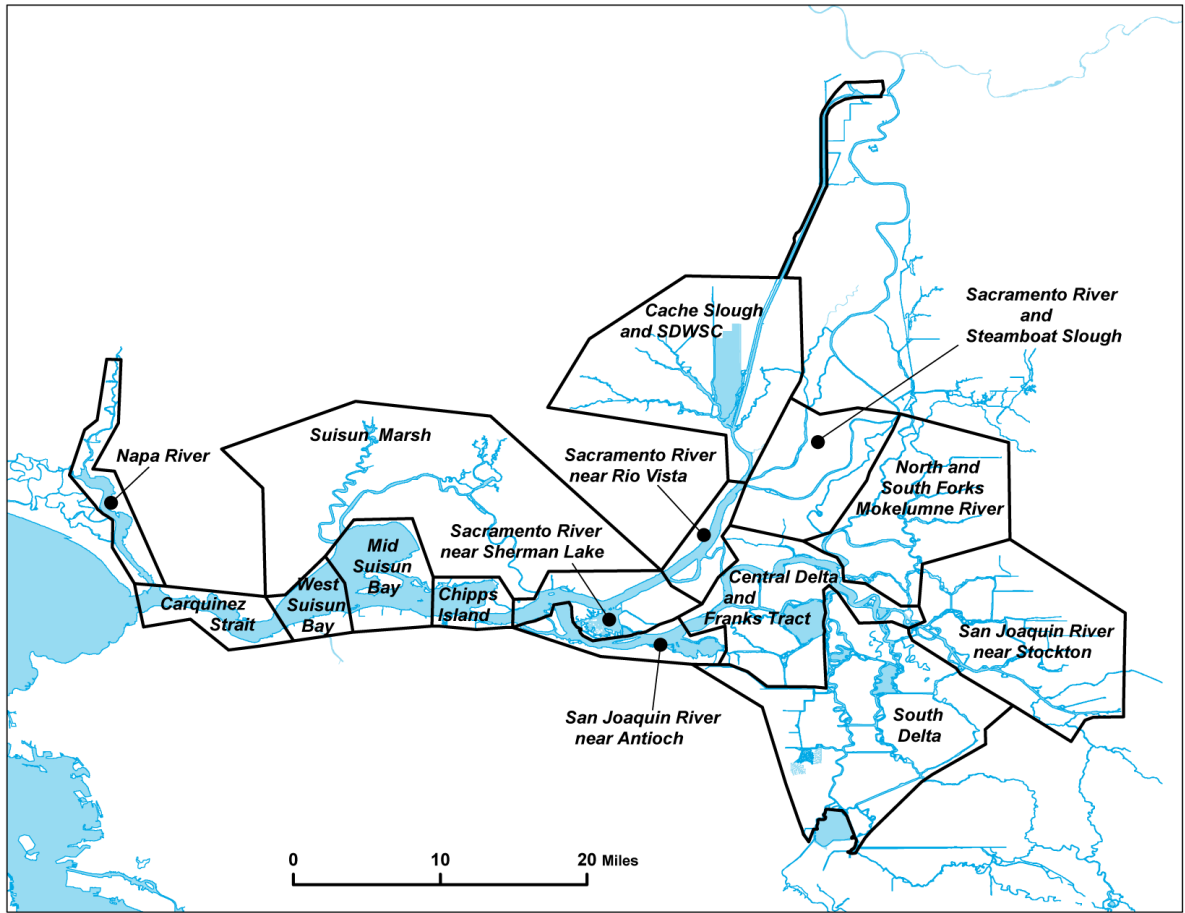 Cache Slough
and SDWSC
Sacramento River
and
Steamboat Slough
Suisun Marsh
Napa River
Sacramento River
near Rio Vista
North and
South Forks
Mokelumne River
Sacramento River
near Sherman Lake
Mid
Suisun
Bay
West
Suisun
Bay
Chipps
Island
Central Delta
and
Franks Tract
Carquinez
Strait
San Joaquin River
near Stockton
San Joaquin River
near Antioch
South
Delta
0 10 20 Miles